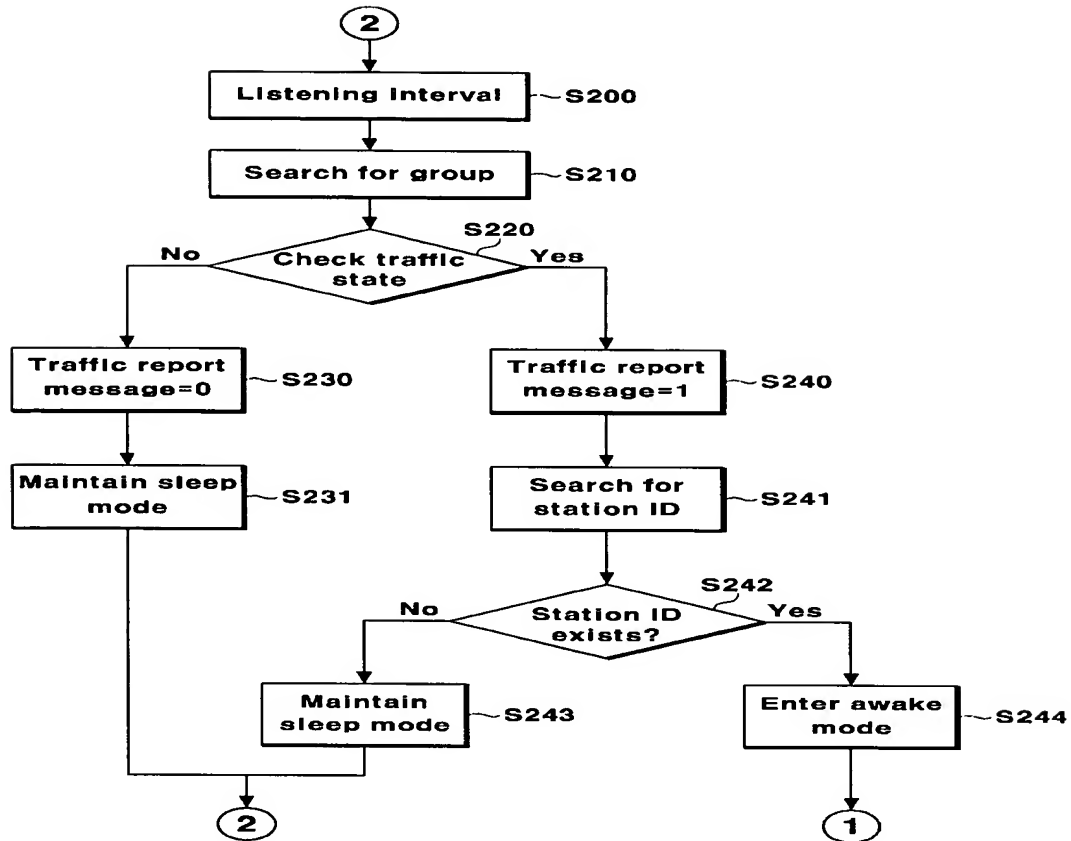 2
Listening Interval
S200
Search for group
S210
S220
No
Yes
Check traffic
state
Traffic report
message=0
S230
Traffic report
message=1
S240
Maintain sleep
mode
S231
Search for
station ID
S241
S242
No
Yes
Station ID
exists?
Maintain
sleep mode
S243
Enter awake
mode
S244
2
1